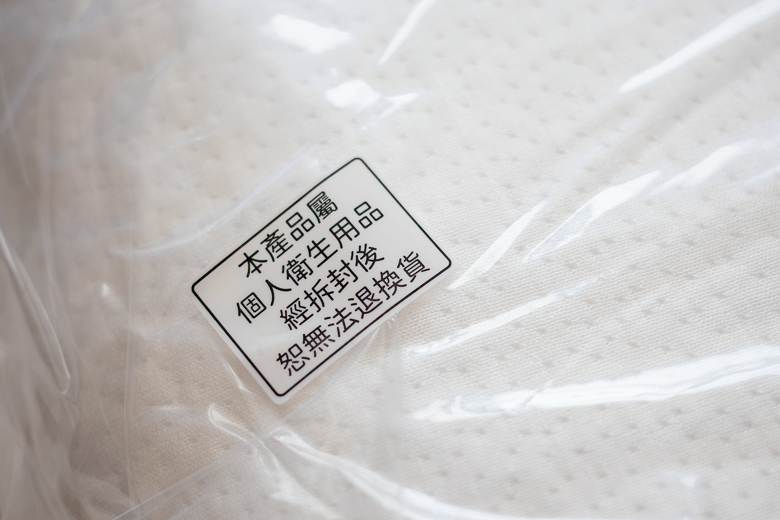 本產品屬
個人衛生用品
經拆封後
恕無法退換貨